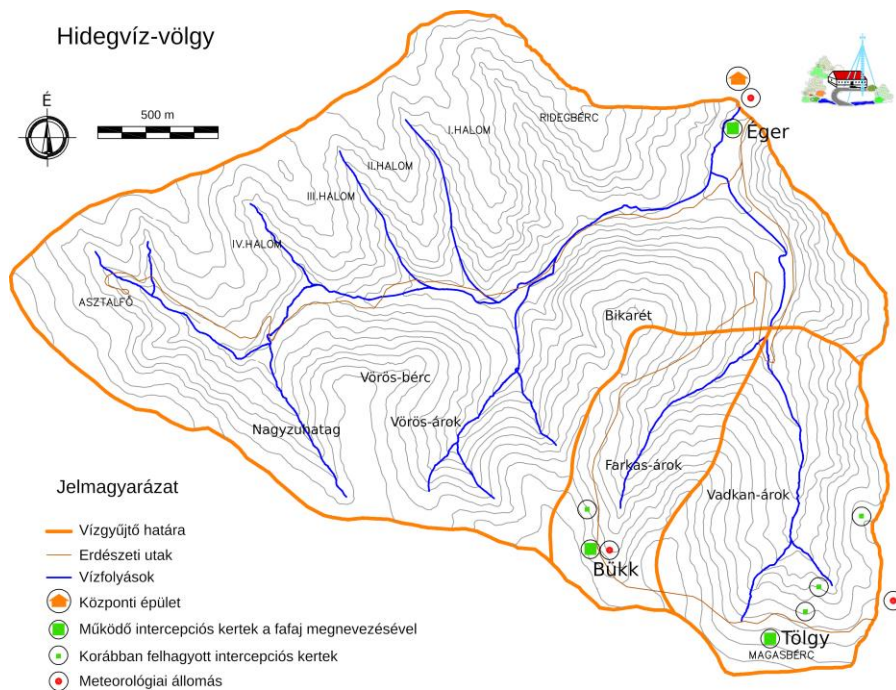 Hidegvíz-völgy
É
500 m
I.HALOM
RIDEGBÉRC
Éger
II.HALOM
III.HALOM
IV.HALOM
ASZTALFŐ
Bikarét
Vörös-bérc
Nagyzuhatag
Vörös-árok
Farkas-árok
Vadkan-árok
Bükk
Tölgy
MAGASBÉRC
Jelmagyarázat
Vízgyűjtő határa
Erdészeti utak
Vízfolyások
Központi épület
Működő intercepciós kertek a fafaj megnevezésével
Korábban felhagyott intercepciós kertek
Meteorológiai állomás